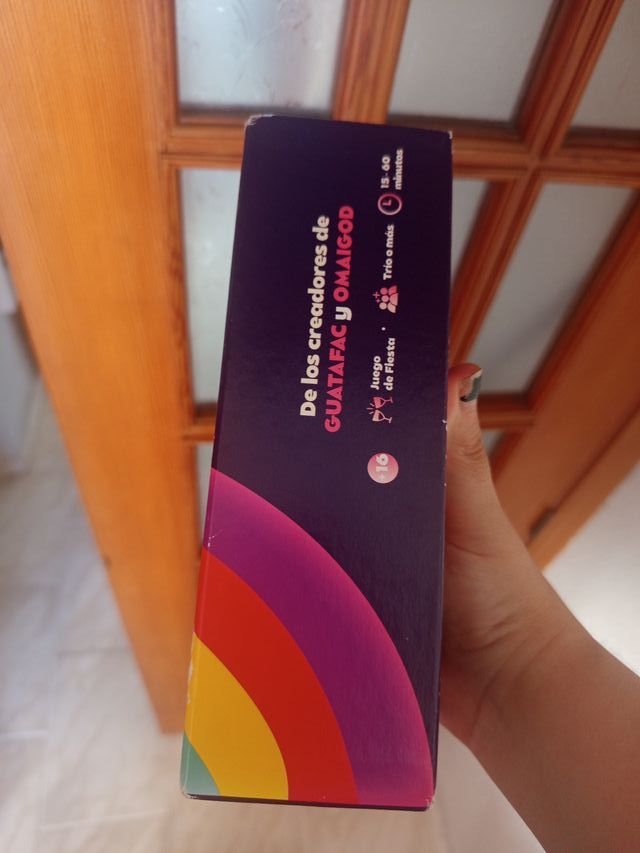 De los creadores de
GUATAFAC y OMAIGOD
+16
Juego
de Fiesta
Trío o más
15-60
minutos